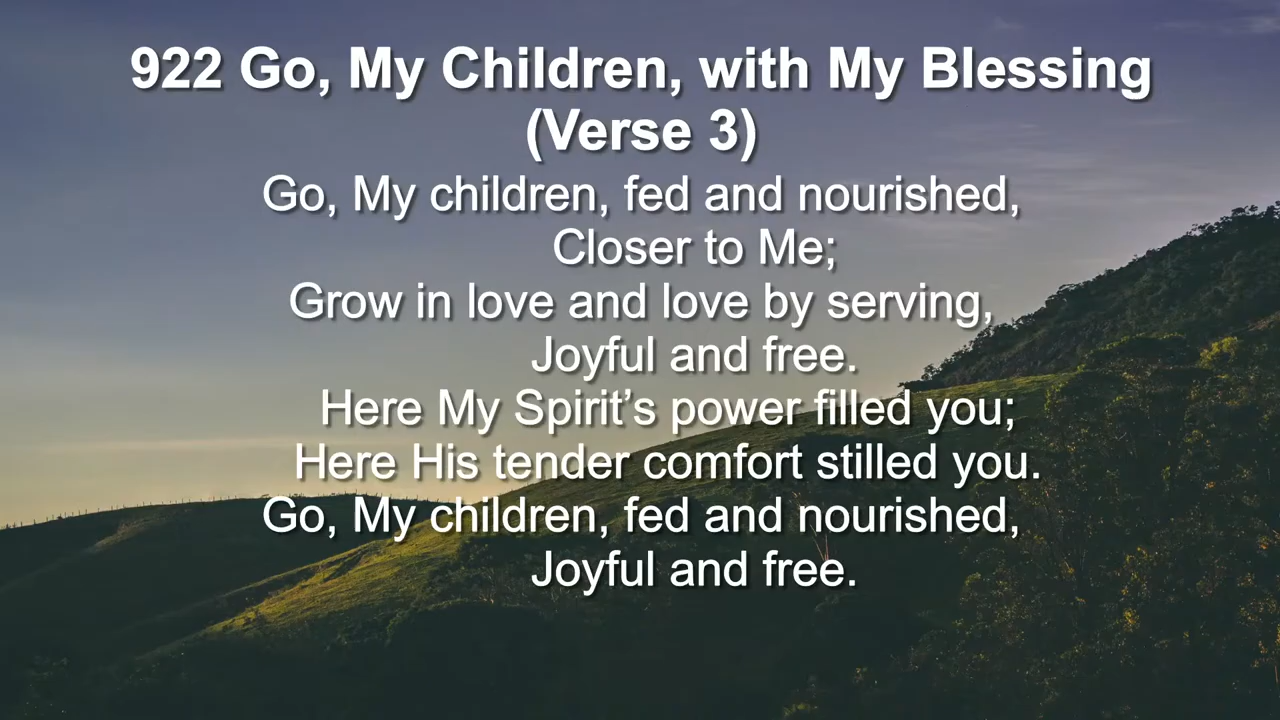 922 Go, My Children, with My Blessing
(Verse 3)
Go, My children, fed and nourished,
Closer to Me;
Grow in love and love by serving,
Joyful and free.
Here My Spirit’s power filled you;
Here His tender comfort stilled you.
Go, My children, fed and nourished,
Joyful and free.